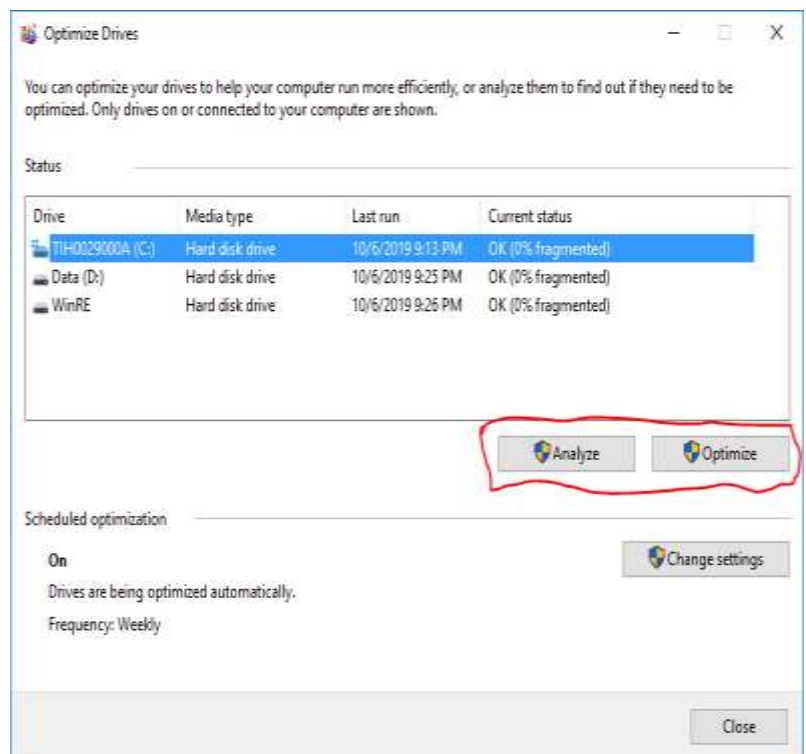 Optimize Drives
You can optimize your drives to help your computer run more efficiently, or analyze them to find out if they need to be
optimized. Only drives on or connected to your computer are shown.
Status
Drive Media type Last run Current status
TIH0029000A (C:) Hard disk drive 10/6/2019 9:13 PM OK (0% fragmented)
Data (D:) Hard disk drive 10/6/2019 9:25 PM OK (0% fragmented)
WinRE Hard disk drive 10/6/2019 9:26 PM OK (0% fragmented)
Analyze Optimize
Scheduled optimization
On Change settings
Drives are being optimized automatically.
Frequency: Weekly
Close